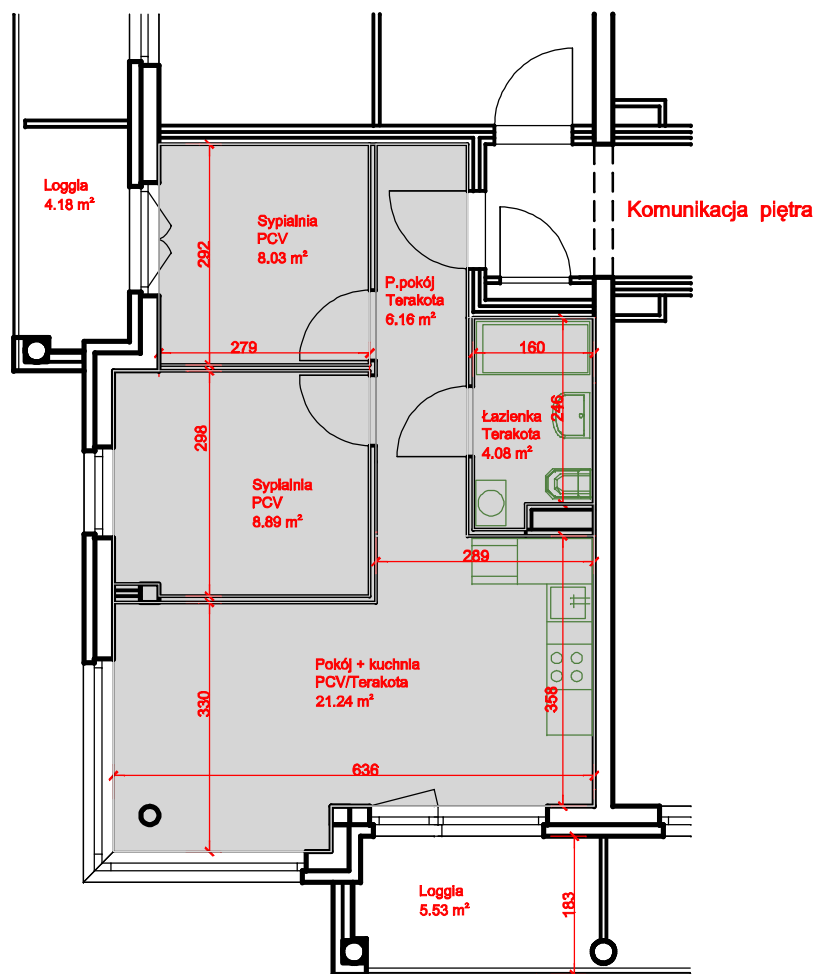 Loggia
4.18 m²
Sypialnia
PCV
8.03 m²
292
279
P.pokój
Terakota
6.16 m²
Komunikacja piętra
160
246
Łazienka
Terakota
4.08 m²
298
Sypialnia
PCV
8.89 m²
289
Pokój + kuchnia
PCV/Terakota
21.24 m²
330
358
636
Loggia
5.53 m²
183